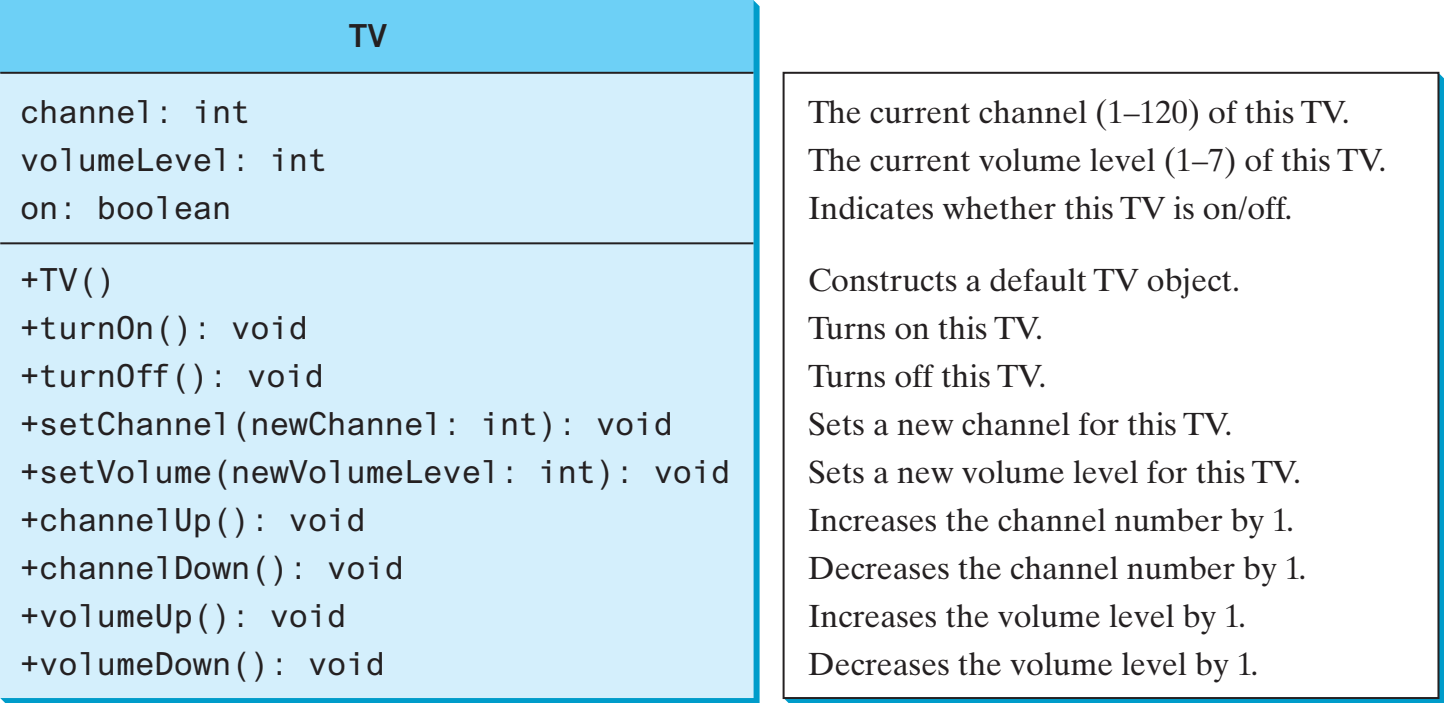 TV
channel: int
volumeLevel: int
on: boolean
+TV()
+turnOn(): void
+turnOff(): void
+setChannel(newChannel: int): void
+setVolume(newVolumeLevel: int): void
+channelUp(): void
+channelDown(): void
+volumeUp(): void
+volumeDown(): void
The current channel (1–120) of this TV.
The current volume level (1–7) of this TV.
Indicates whether this TV is on/off.
Constructs a default TV object.
Turns on this TV.
Turns off this TV.
Sets a new channel for this TV.
Sets a new volume level for this TV.
Increases the channel number by 1.
Decreases the channel number by 1.
Increases the volume level by 1.
Decreases the volume level by 1.